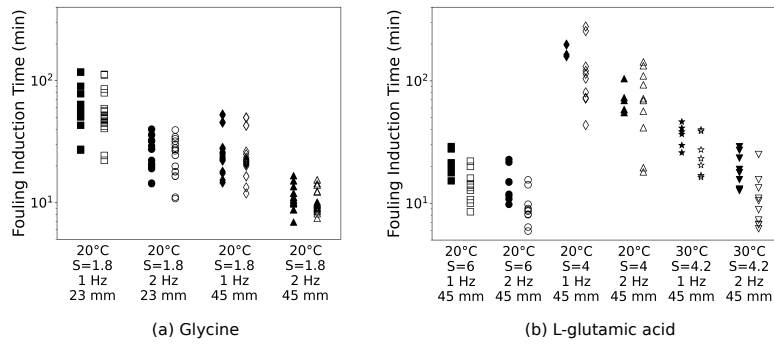 Fouling Induction Time (min)
10²
10¹
20°C
S=1.8
1 Hz
23 mm
20°C
S=1.8
2 Hz
23 mm
20°C
S=1.8
1 Hz
45 mm
20°C
S=1.8
2 Hz
45 mm
(a) Glycine
Fouling Induction Time (min)
10²
10¹
20°C
S=6
1 Hz
45 mm
20°C
S=6
2 Hz
45 mm
20°C
S=4
1 Hz
45 mm
20°C
S=4
2 Hz
45 mm
30°C
S=4.2
1 Hz
45 mm
30°C
S=4.2
2 Hz
45 mm
(b) L-glutamic acid